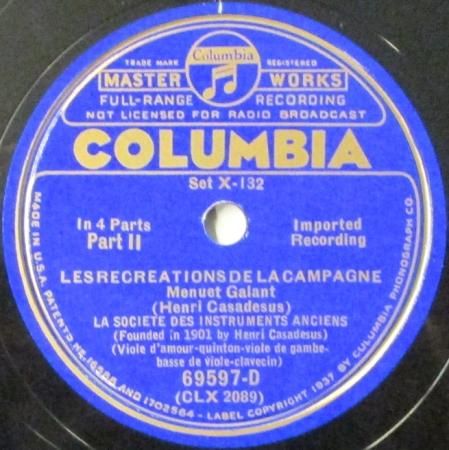 Columbia
TRADE MARK REGISTERED
MASTER WORKS
FULL-RANGE RECORDING
NOT LICENSED FOR RADIO BROADCAST
COLUMBIA
Set X-132
In 4 Parts
Part II
Imported
Recording
LES RECREATIONS DE LA CAMPAGNE
Menuet Galant
(Henri Casadesus)
LA SOCIETE DES INSTRUMENTS ANCIENS
(Founded in 1901 by Henri Casadesus)
(Viole d'amour-quinton-viole de gambe-
basse de viole-clavecin)
69597-D
(CLX 2089)
MADE IN U.S.A. PATENTS RE. AND 1702564 - LABEL COPYRIGHT 1937 BY COLUMBIA PHONOGRAPH CO.